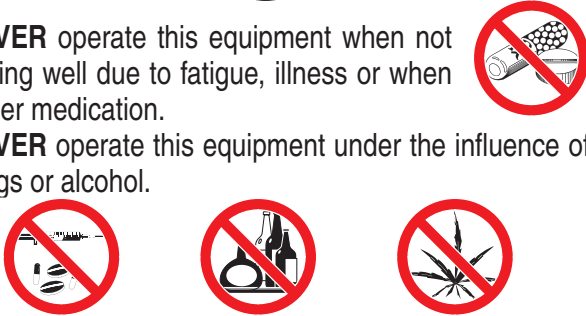 VER operate this equipment when not
ing well due to fatigue, illness or when
er medication.
VER operate this equipment under the influence of
gs or alcohol.